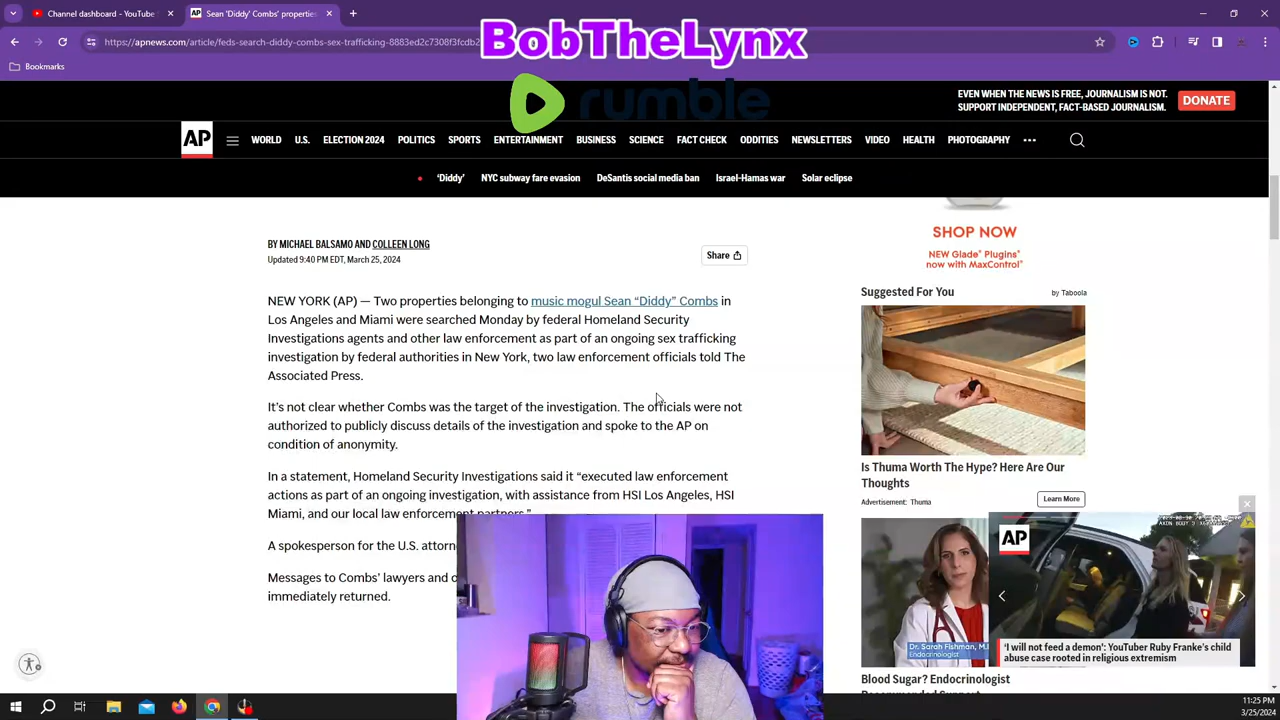 Channel dashboard - YouTube
Sean 'Diddy' Combs' properties
https://apnews.com/article/feds-search-diddy-combs-sex-trafficking-8883ed2c7308f3fcdb2
Bookmarks
BobTheLynx
rumble
EVEN WHEN THE NEWS IS FREE, JOURNALISM IS NOT.
SUPPORT INDEPENDENT, FACT-BASED JOURNALISM.
DONATE
AP
WORLD U.S. ELECTION 2024 POLITICS SPORTS ENTERTAINMENT BUSINESS SCIENCE FACT CHECK ODDITIES NEWSLETTERS VIDEO HEALTH PHOTOGRAPHY
'Diddy' NYC subway fare evasion DeSantis social media ban Israel-Hamas war Solar eclipse
BY MICHAEL BALSAMO AND COLLEEN LONG
Updated 9:40 PM EDT, March 25, 2024
Share
NEW YORK (AP) — Two properties belonging to music mogul Sean “Diddy” Combs in
Los Angeles and Miami were searched Monday by federal Homeland Security
Investigations agents and other law enforcement as part of an ongoing sex trafficking
investigation by federal authorities in New York, two law enforcement officials told The
Associated Press.
It's not clear whether Combs was the target of the investigation. The officials were not
authorized to publicly discuss details of the investigation and spoke to the AP on
condition of anonymity.
In a statement, Homeland Security Investigations said it “executed law enforcement
actions as part of an ongoing investigation, with assistance from HSI Los Angeles, HSI
Miami, and our local law enforcement partners.”
A spokesperson for the U.S. attorn
Messages to Combs' lawyers and
immediately returned.
SHOP NOW
NEW Glade® Plugins®
now with MaxControl™
Suggested For You
by Taboola
Is Thuma Worth The Hype? Here Are Our
Thoughts
Advertisement: Thuma
Learn More
Dr. Sarah Fishman, M.
Endocrinologist
Blood Sugar? Endocrinologist
AP
'I will not feed a demon': YouTuber Ruby Franke's child
abuse case rooted in religious extremism
11:25 PM
3/25/2024